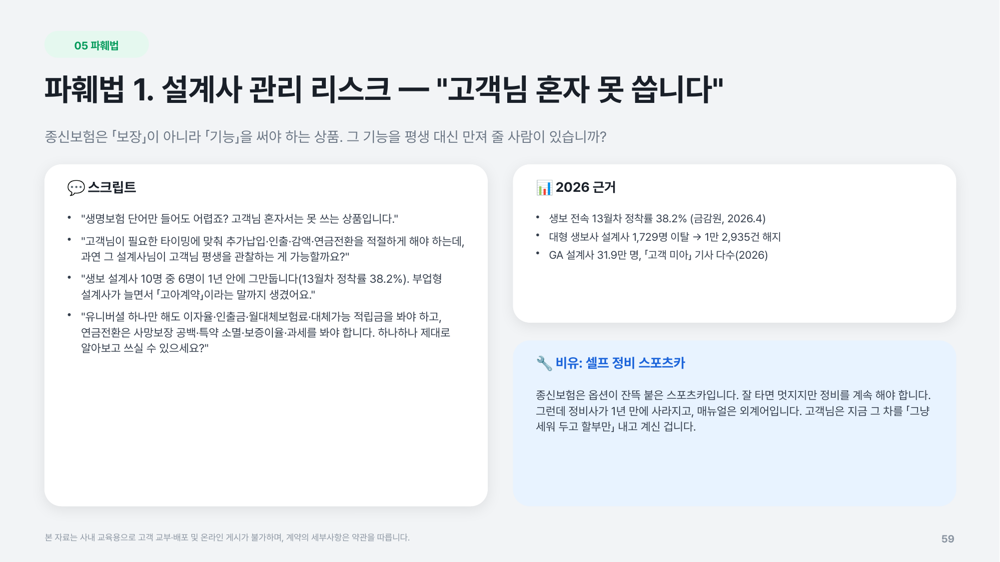 05 파훼법
파훼법 1. 설계사 관리 리스크 — "고객님 혼자 못 씁니다"
종신보험은 「보장」이 아니라 「기능」을 써야 하는 상품. 그 기능을 평생 대신 만져 줄 사람이 있습니까?
💬 스크립트
• "생명보험 단어만 들어도 어렵죠? 고객님 혼자서는 못 쓰는 상품입니다."
• "고객님이 필요한 타이밍에 맞춰 추가납입·인출·감액·연금전환을 적절하게 해야 하는데,
과연 그 설계사님이 고객님 평생을 관찰하는 게 가능할까요?"
• "생보 설계사 10명 중 6명이 1년 안에 그만둡니다(13월차 정착률 38.2%). 부업형
설계사가 늘면서 「고아계약」이라는 말까지 생겼어요."
• "유니버셜 하나만 해도 이자율·인출금·월대체보험료·대체가능 적립금을 봐야 하고,
연금전환은 사망보장 공백·특약 소멸·보증이율·과세를 봐야 합니다. 하나하나 제대로
알아보고 쓰실 수 있으세요?"
📊 2026 근거
• 생보 전속 13월차 정착률 38.2% (금감원, 2026.4)
• 대형 생보사 설계사 1,729명 이탈 → 1만 2,935건 해지
• GA 설계사 31.9만 명, 「고객 미아」 기사 다수(2026)
🔧 비유: 셀프 정비 스포츠카
종신보험은 옵션이 잔뜩 붙은 스포츠카입니다. 잘 타면 멋지지만 정비를 계속 해야 합니다.
그런데 정비사가 1년 만에 사라지고, 매뉴얼은 외계어입니다. 고객님은 지금 그 차를 「그냥
세워 두고 할부만」 내고 계신 겁니다.
본 자료는 사내 교육용으로 고객 교부·배포 및 온라인 게시가 불가하며, 계약의 세부사항은 약관을 따릅니다.
59